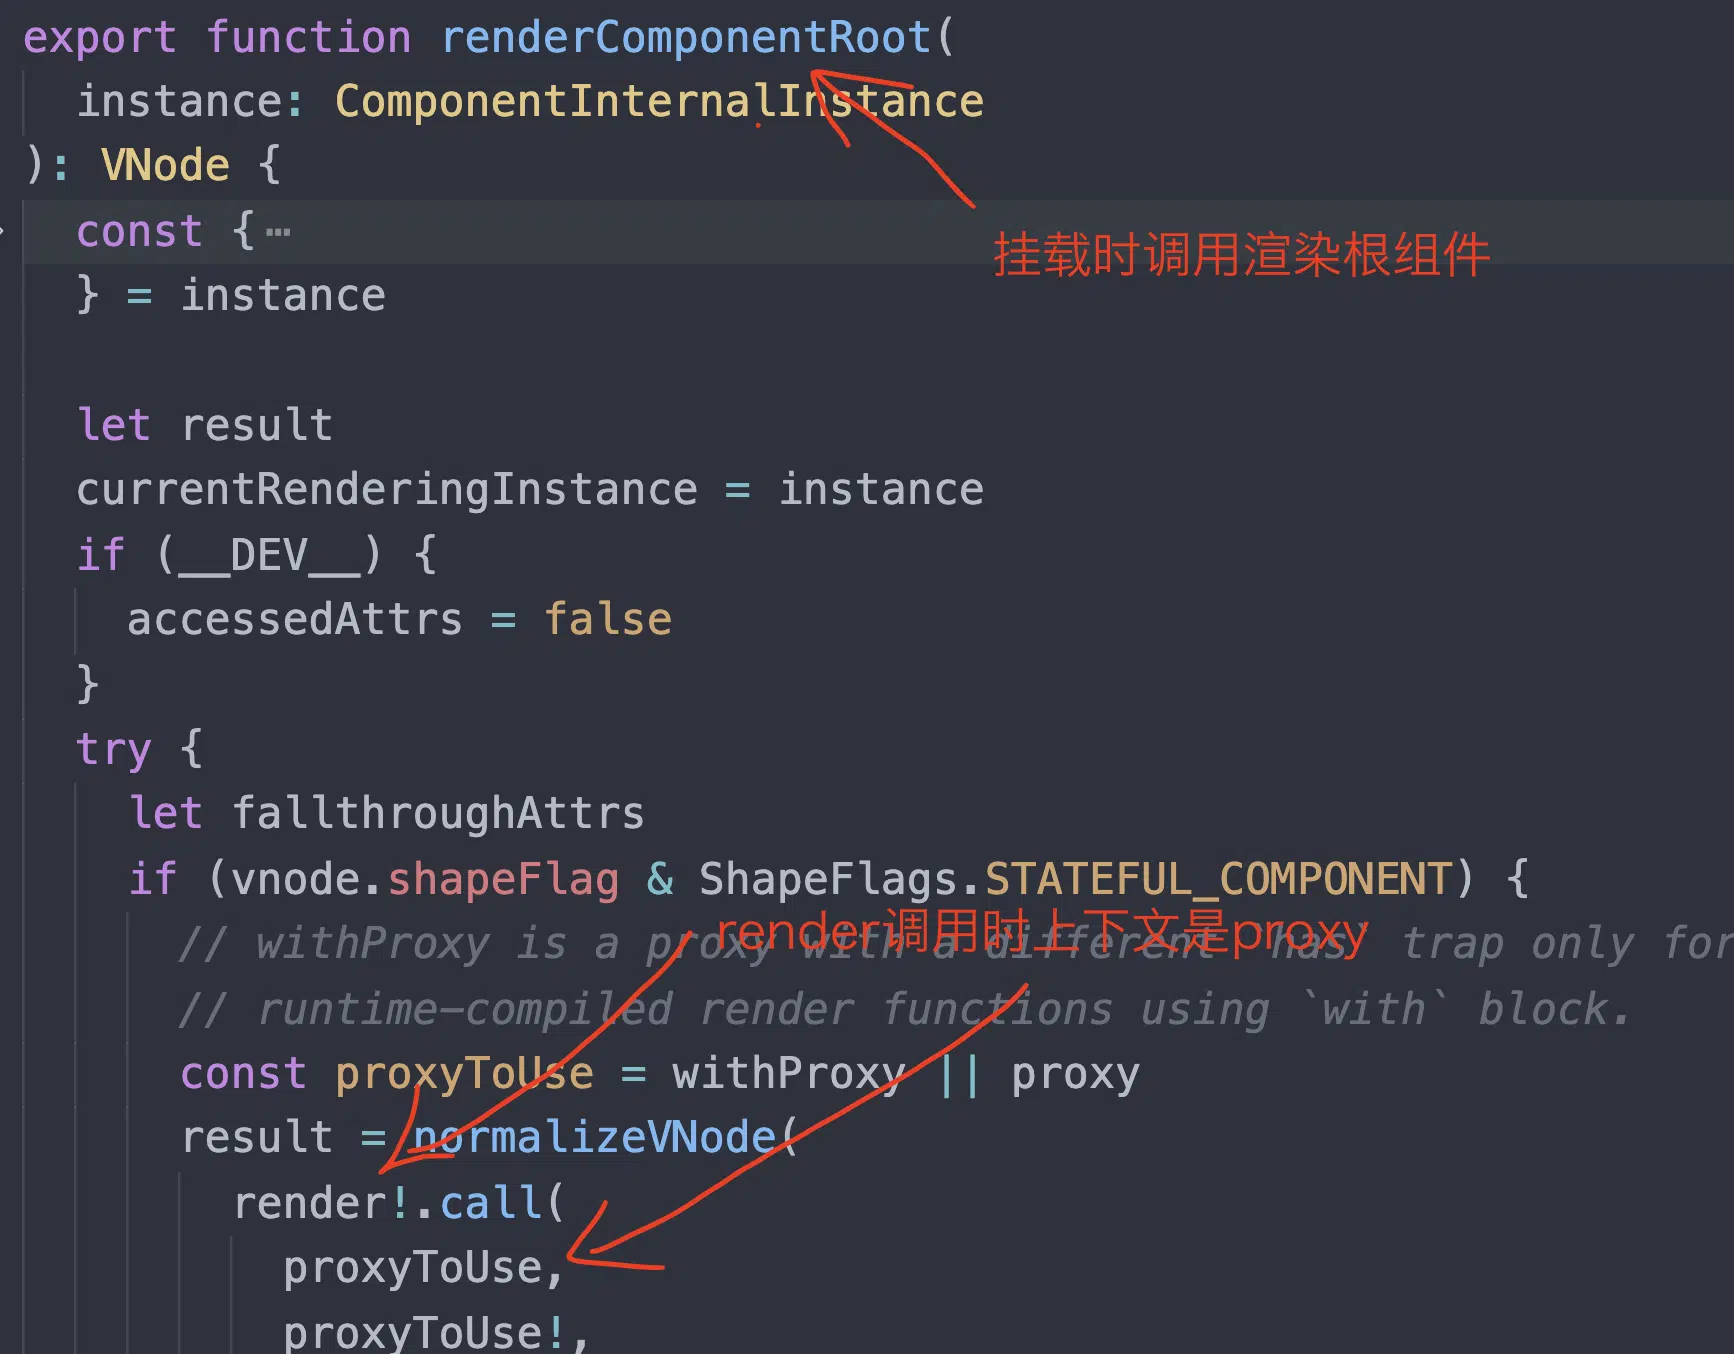 export function renderComponentRoot(
instance: ComponentInternalInstance
): VNode {
挂载时调用渲染根组件
const {⋯
} = instance
let result
currentRenderingInstance = instance
if (__DEV__) {
accessedAttrs = false
}
try {
let fallthroughAttrs
if (vnode.shapeFlag & ShapeFlags.STATEFUL_COMPONENT) {
render调用时上下文是proxy
// withProxy is a proxy with a different `has` trap only for
// runtime-compiled render functions using `with` block.
const proxyToUse = withProxy || proxy
result = normalizeVNode(
render!.call(
proxyToUse,
proxyToUse!,